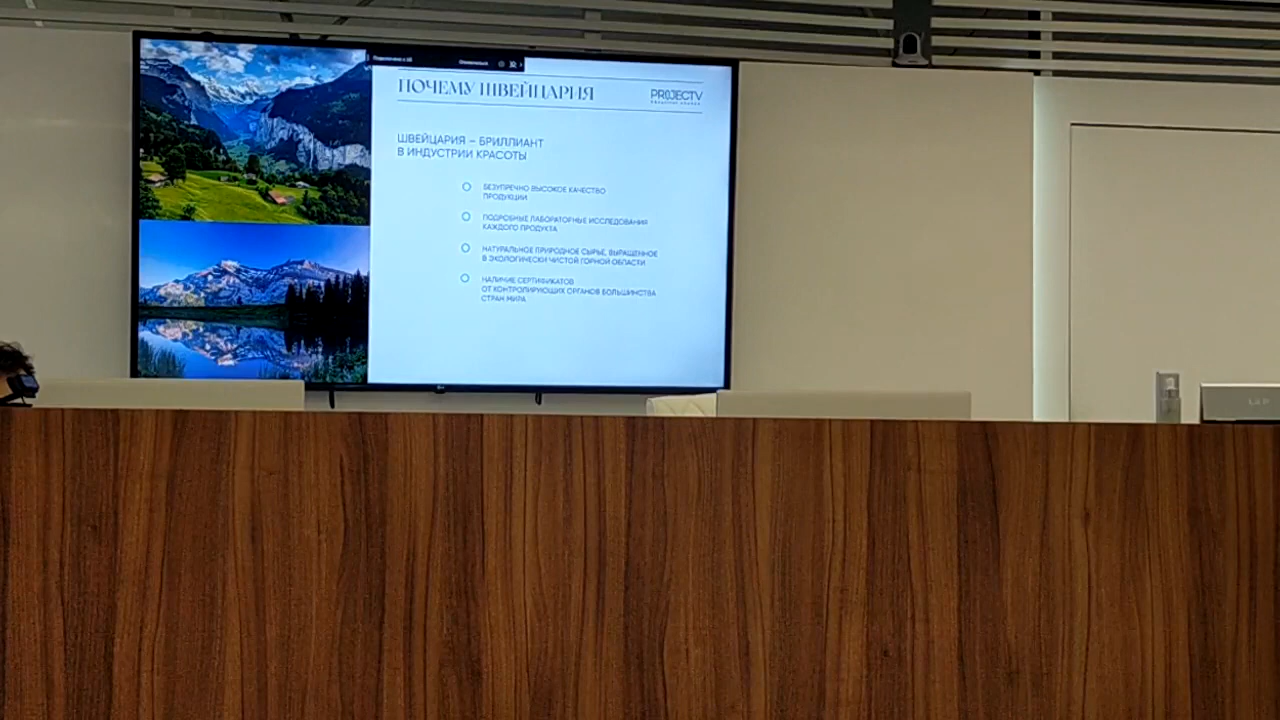 ПОЧЕМУ ШВЕЙЦАРИЯ
PROJECTV
ШВЕЙЦАРИЯ – БРИЛЛИАНТ
В ИНДУСТРИИ КРАСОТЫ
БЕЗУПРЕЧНО ВЫСОКОЕ КАЧЕСТВО
ПРОДУКЦИИ
ПОДРОБНЫЕ ЛАБОРАТОРНЫЕ ИССЛЕДОВАНИЯ
КАЖДОГО ПРОДУКТА
НАТУРАЛЬНОЕ ПРИРОДНОЕ СЫРЬЕ, ВЫРАЩЕННОЕ
В ЭКОЛОГИЧЕСКИ ЧИСТОЙ ГОРНОЙ ОБЛАСТИ
НАЛИЧИЕ СЕРТИФИКАТОВ
ОТ КОНТРОЛИРУЮЩИХ ОРГАНОВ БОЛЬШИНСТВА
СТРАН МИРА